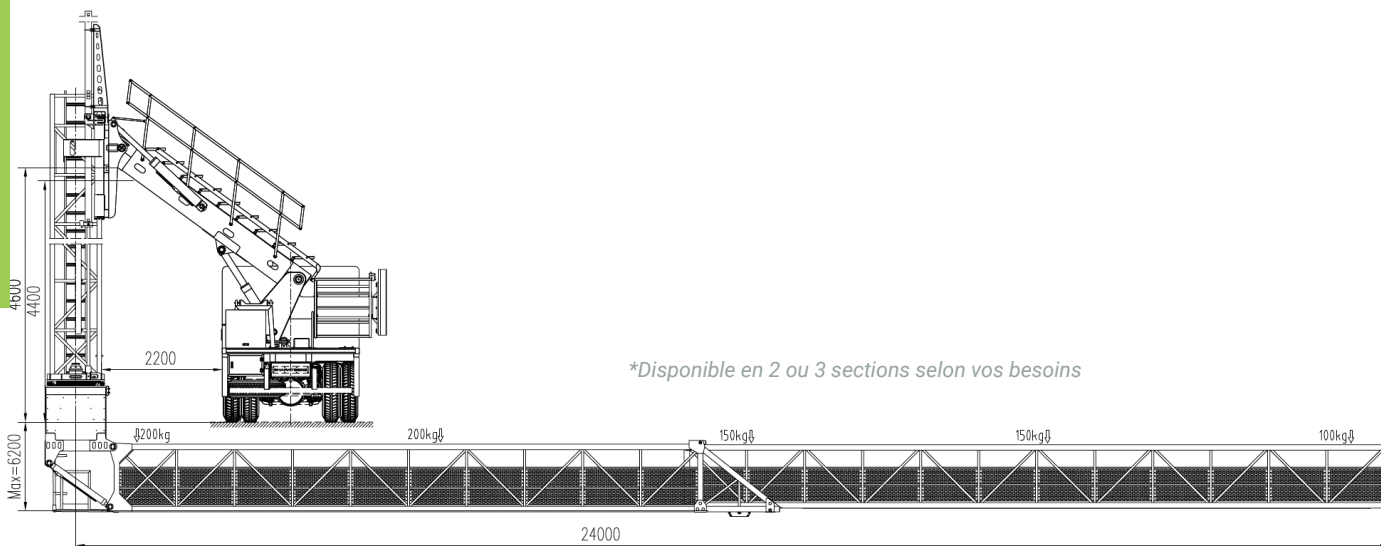 4600
4400
2200
*Disponible en 2 ou 3 sections selon vos besoins
200kg
200kg
150kg
150kg
100kg
Max=6200
24000